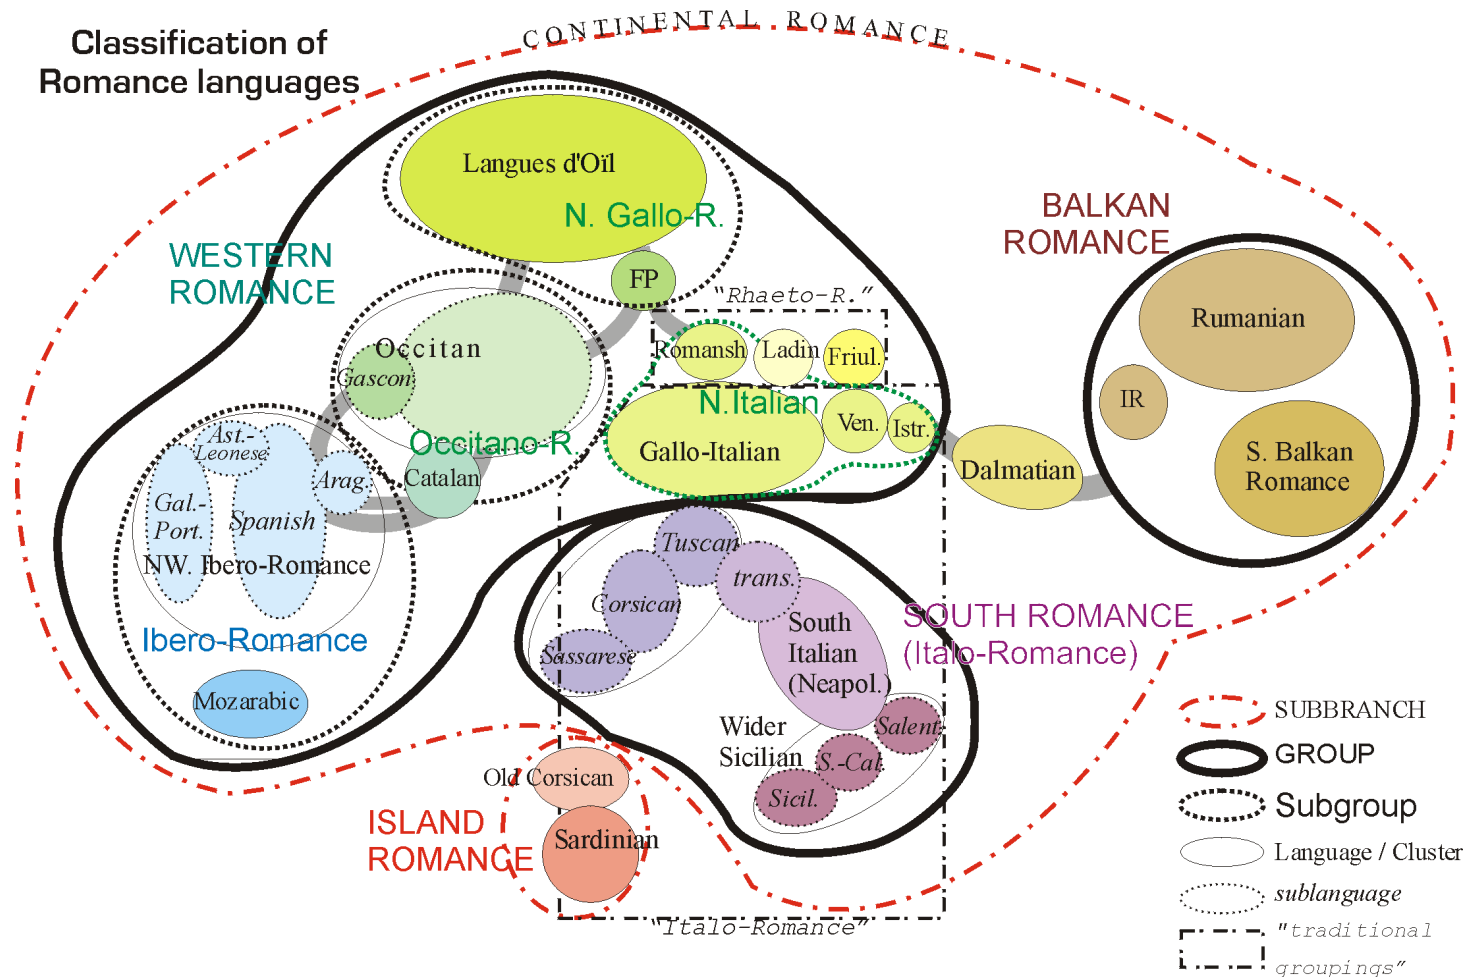 CONTINENTAL ROMANCE
Classification of
Romance languages
Langues d'Oïl
N. Gallo-R.
WESTERN
ROMANCE
FP
"Rhaeto-R."
BALKAN
ROMANCE
Rumanian
IR
S. Balkan
Romance
Occitan
Gascon
Romansh
Ladin
Friul.
N.Italian
Ven.
Istr.
Gallo-Italian
Occitano-R.
Catalan
Dalmatian
Ast.-
Leonese
Arag.
Gal.-
Port.
Spanish
NW. Ibero-Romance
Ibero-Romance
Mozarabic
Tuscan
trans.
Corsican
Sassarese
South
Italian
(Neapol.)
SOUTH ROMANCE
(Italo-Romance)
Wider
Sicilian
Salent.
S.-Cal.
Sicil.
Old Corsican
Sardinian
ISLAND
ROMANCE
"Italo-Romance"
SUBBRANCH
GROUP
Subgroup
Language / Cluster
sublanguage
"traditional
groupings"